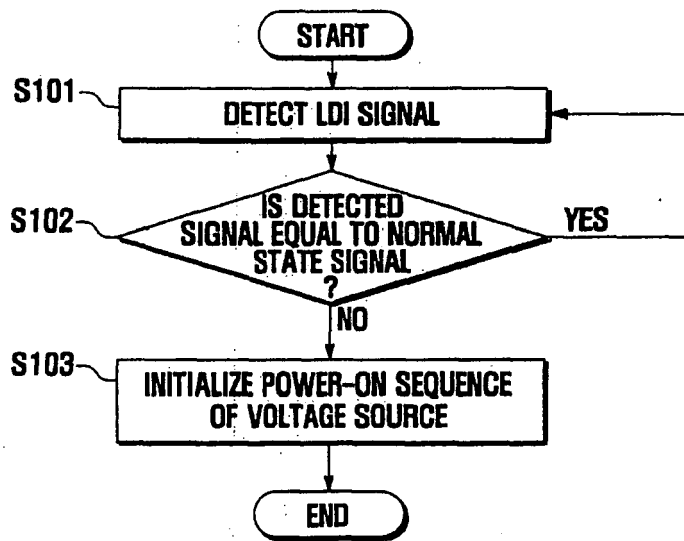 START
S101
DETECT LDI SIGNAL
S102
IS DETECTED
SIGNAL EQUAL TO NORMAL
STATE SIGNAL
?
YES
NO
S103
INITIALIZE POWER-ON SEQUENCE
OF VOLTAGE SOURCE
END